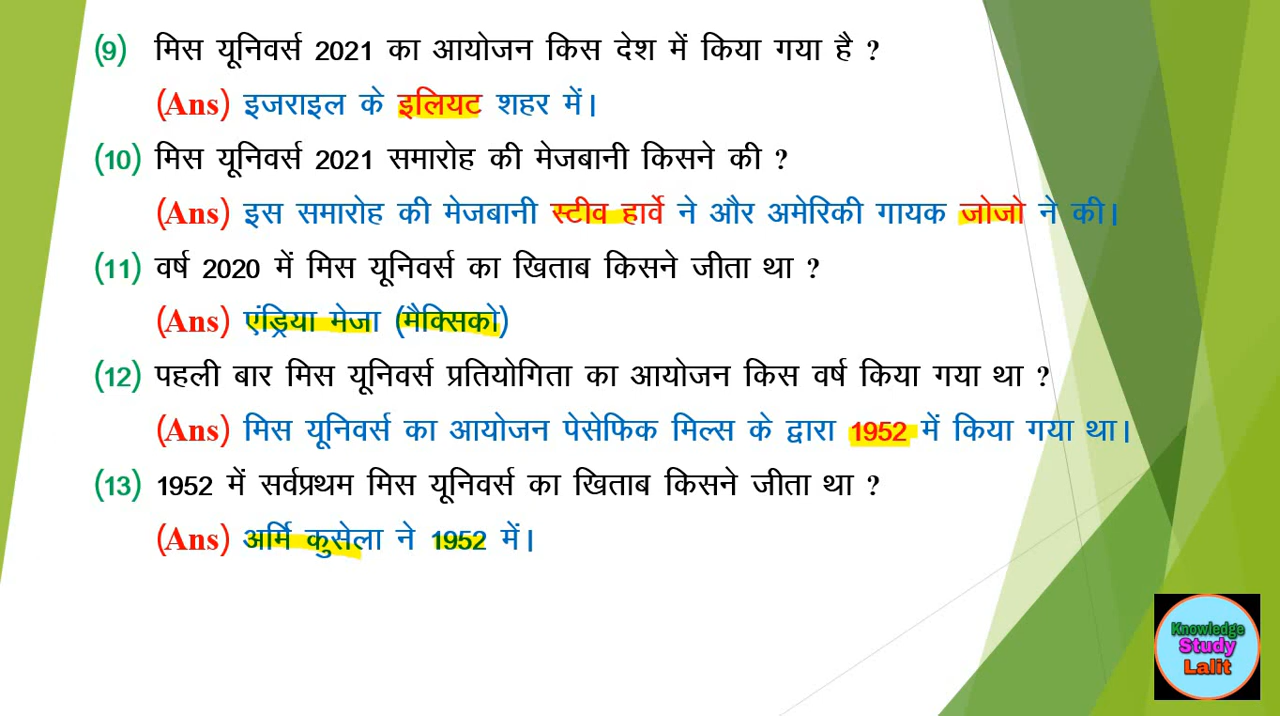 (9) मिस यूनिवर्स 2021 का आयोजन किस देश में किया गया है ?
(Ans) इजराइल के इलियट शहर में।
(10) मिस यूनिवर्स 2021 समारोह की मेजबानी किसने की ?
(Ans) इस समारोह की मेजबानी स्टीव हार्वे ने और अमेरिकी गायक जोजो ने की।
(11) वर्ष 2020 में मिस यूनिवर्स का खिताब किसने जीता था ?
(Ans) एंड्रिया मेजा (मैक्सिको)
(12) पहली बार मिस यूनिवर्स प्रतियोगिता का आयोजन किस वर्ष किया गया था ?
(Ans) मिस यूनिवर्स का आयोजन पेसेफिक मिल्स के द्वारा 1952 में किया गया था।
(13) 1952 में सर्वप्रथम मिस यूनिवर्स का खिताब किसने जीता था ?
(Ans) अर्मि कुसेला ने 1952 में।
Knowledge
Study
Lalit